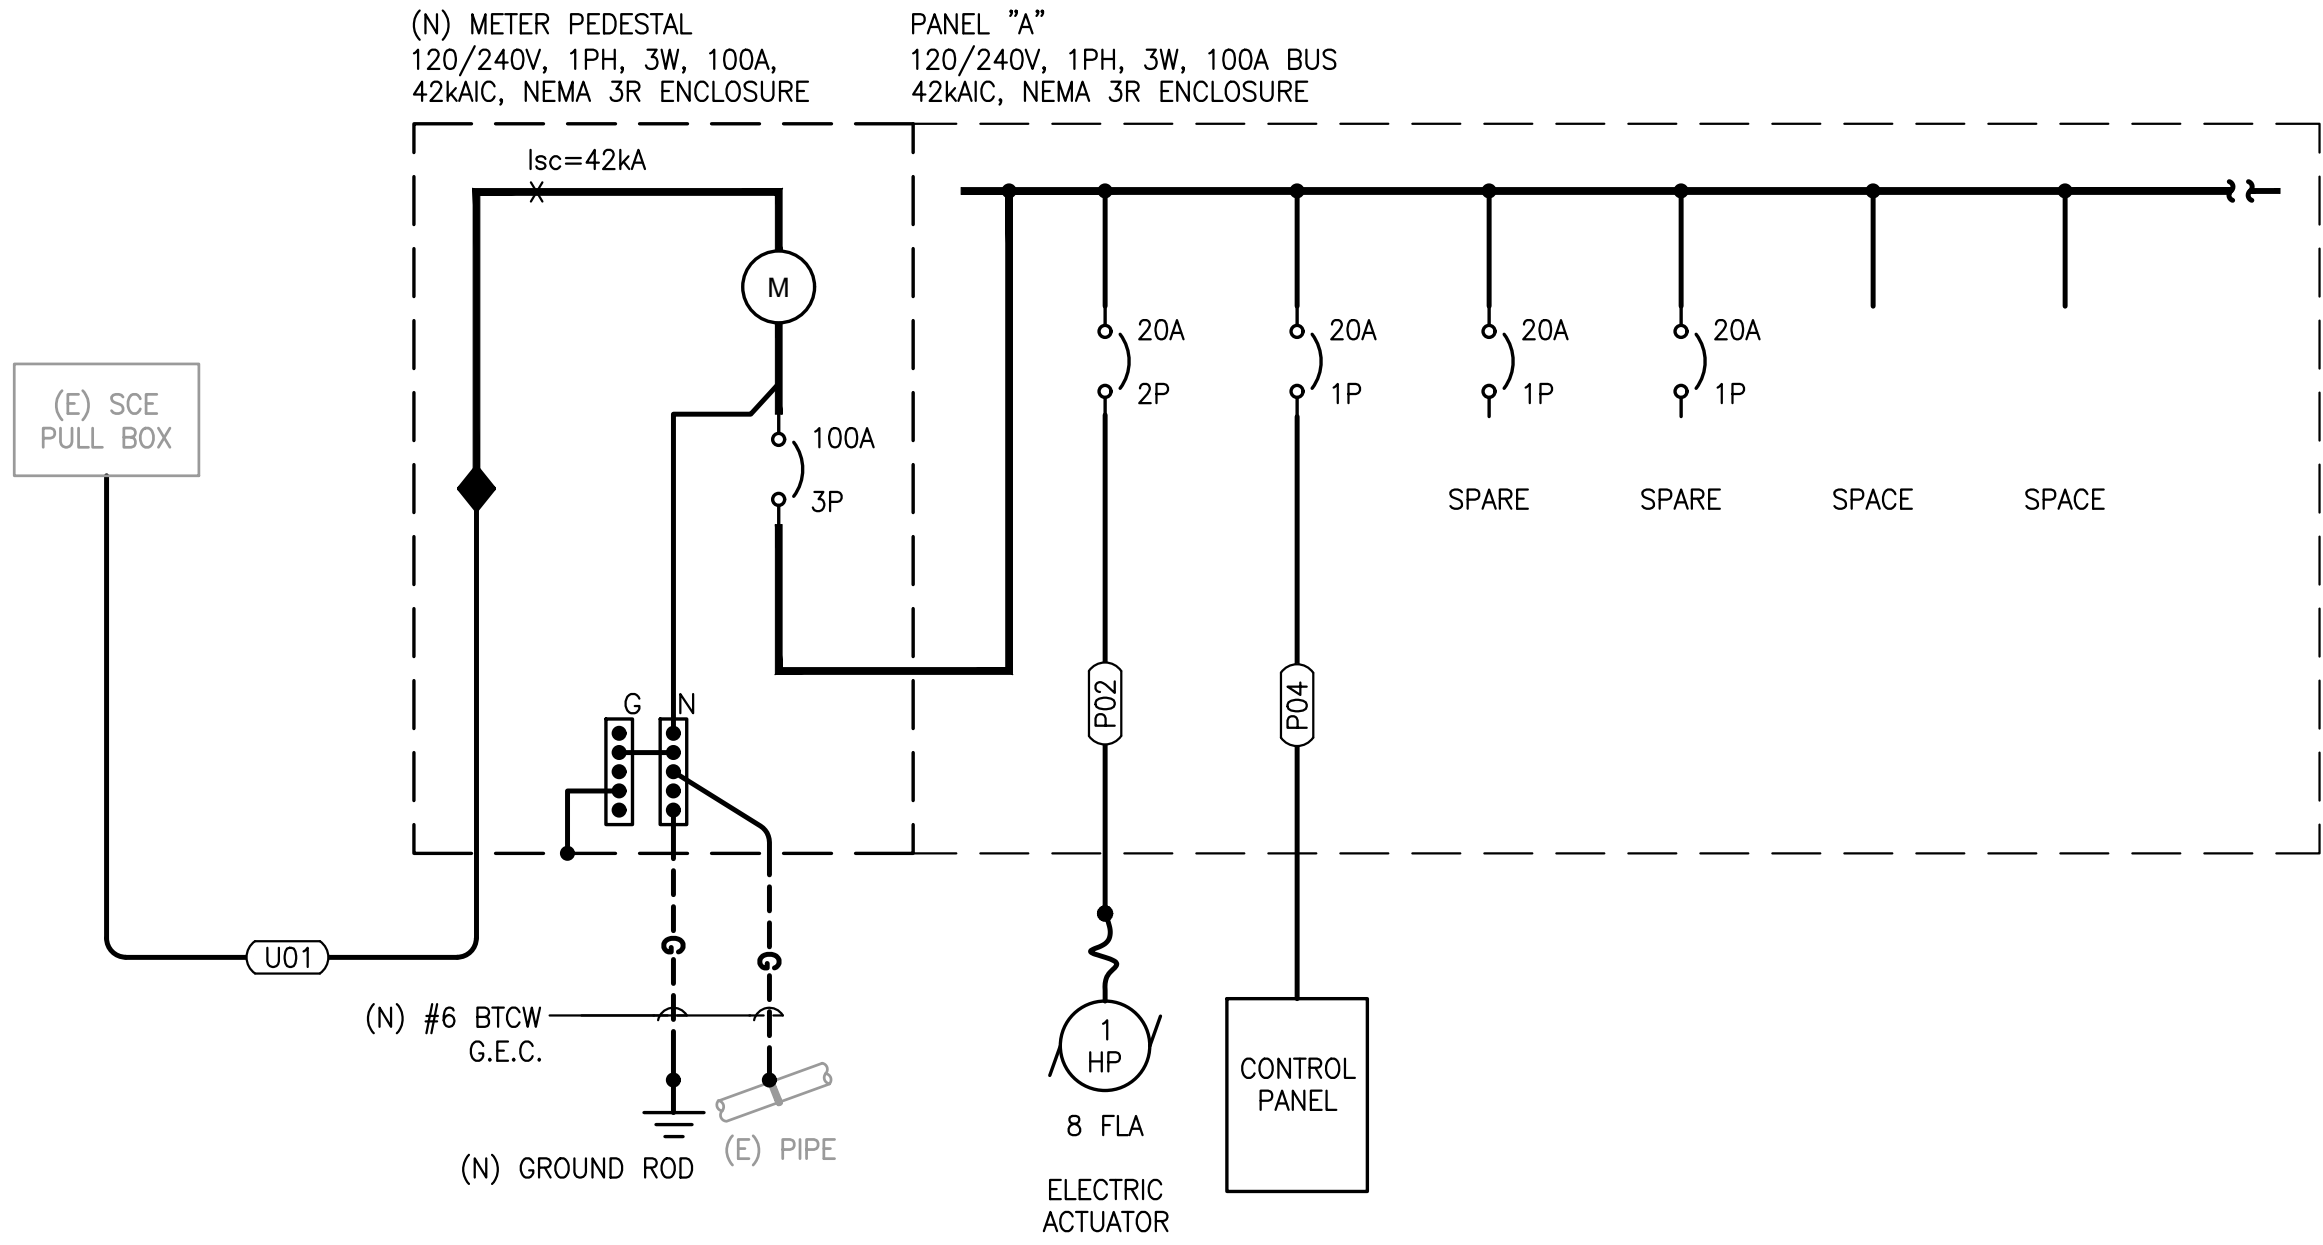 (N) METER PEDESTAL
120/240V, 1PH, 3W, 100A,
42kAIC, NEMA 3R ENCLOSURE
PANEL "A"
120/240V, 1PH, 3W, 100A BUS
42kAIC, NEMA 3R ENCLOSURE
Isc=42kA
M
100A
3P
(E) SCE
PULL BOX
20A
2P
20A
1P
20A
1P
20A
1P
SPARE
SPARE
SPACE
SPACE
G
N
P02
P04
U01
G
G
(N) #6 BTCW
G.E.C.
(N) GROUND ROD
(E) PIPE
1
HP
8 FLA
ELECTRIC
ACTUATOR
CONTROL
PANEL